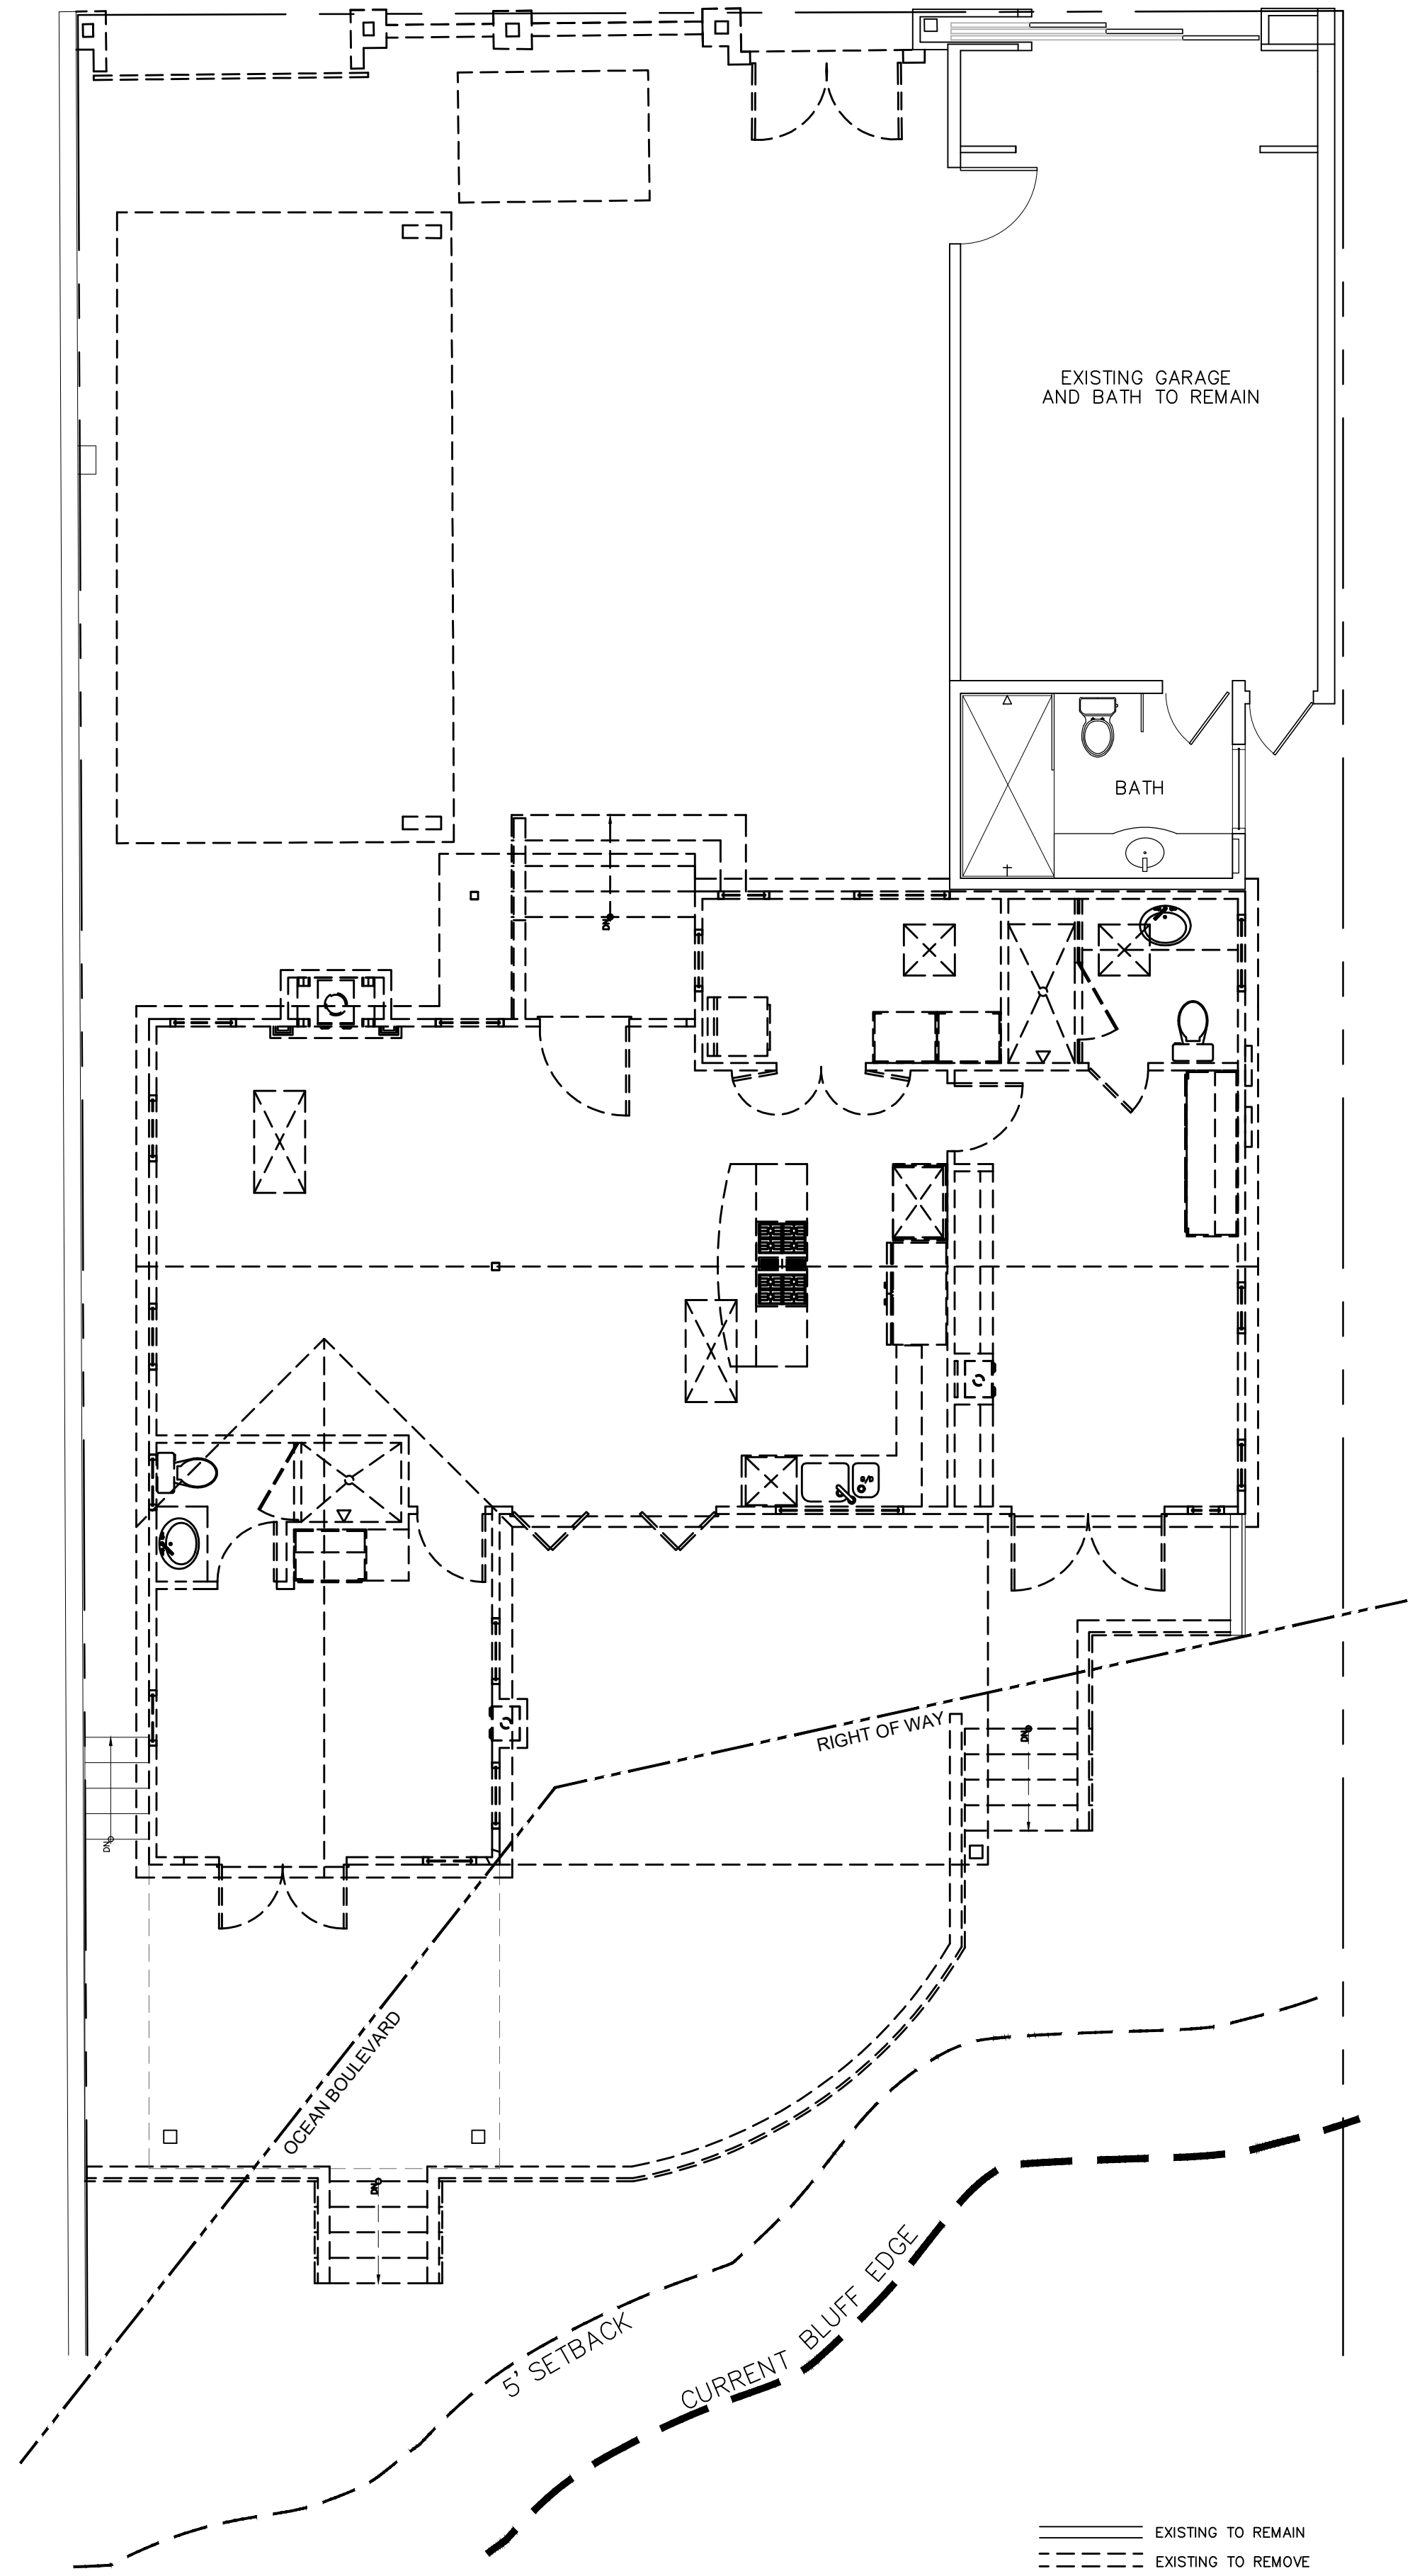 EXISTING GARAGE
AND BATH TO REMAIN
BATH
DN
O/D
RIGHT OF WAY
DN
DN
OCEAN BOULEVARD
DN
5' SETBACK
CURRENT BLUFF EDGE
EXISTING TO REMAIN
EXISTING TO REMOVE